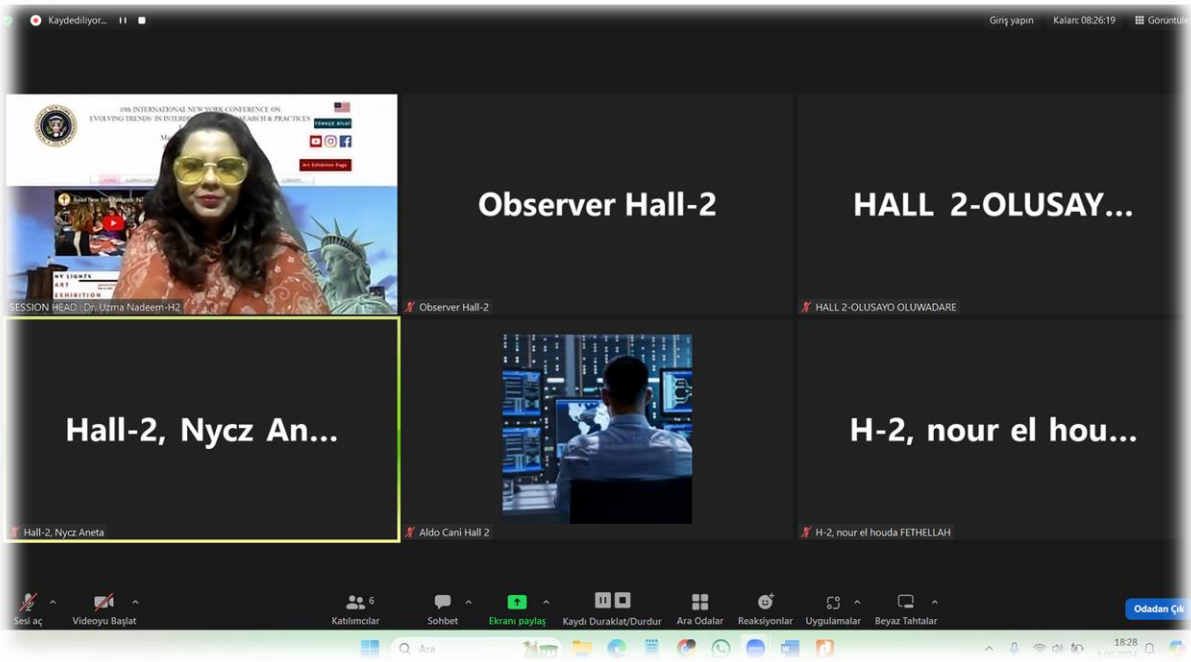 Kaydediliyor...
Giriş yapın
Kalan: 08:26:19
Görüntüle
10th INTERNATIONAL NEW YORK CONFERENCE ON
EVOLVING TRENDS IN
& PRACTICES
Art Exhibition Page
NY LIGHTS
ART
EXHIBITION
SESSION HEAD : Dr. Uzma Nadeem-H2
Observer Hall-2
Observer Hall-2
HALL 2-OLUSAY...
HALL 2-OLUSAYO OLUWADARE
Hall-2, Nycz An...
Hall-2, Nycz Aneta
Aldo Cani Hall 2
H-2, nour el hou...
H-2, nour el houda FETHELLAH
Sesi aç
Videoyu Başlat
6
Katılımcılar
Sohbet
Ekranı paylaş
Kaydı Duraklat/Durdur
Ara Odalar
Reaksiyonlar
Uygulamalar
Beyaz Tahtalar
Odadan Çık
Ara
18:28